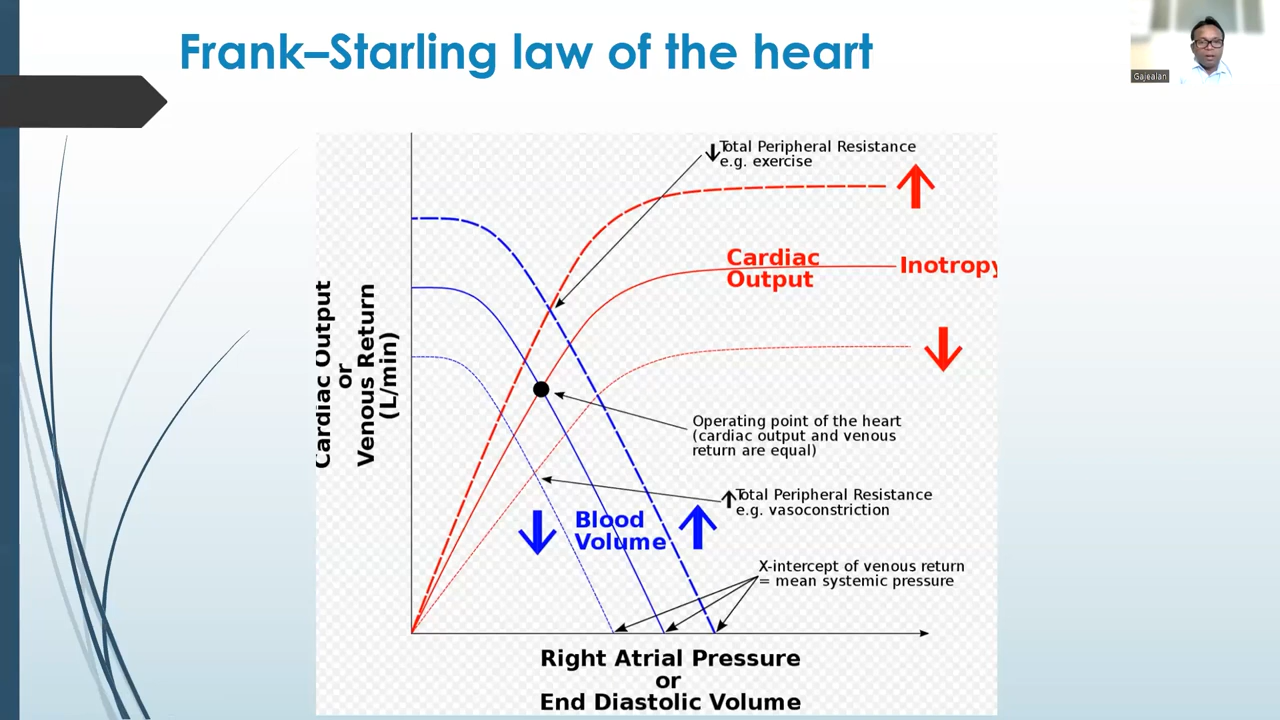 Frank–Starling law of the heart
Gajealan
↓Total Peripheral Resistance
e.g. exercise
Cardiac
Output
Inotropy
Cardiac Output
or
Venous Return
(L/min)
Operating point of the heart
(cardiac output and venous
return are equal)
↑Total Peripheral Resistance
e.g. vasoconstriction
Blood
Volume
X-intercept of venous return
= mean systemic pressure
Right Atrial Pressure
or
End Diastolic Volume